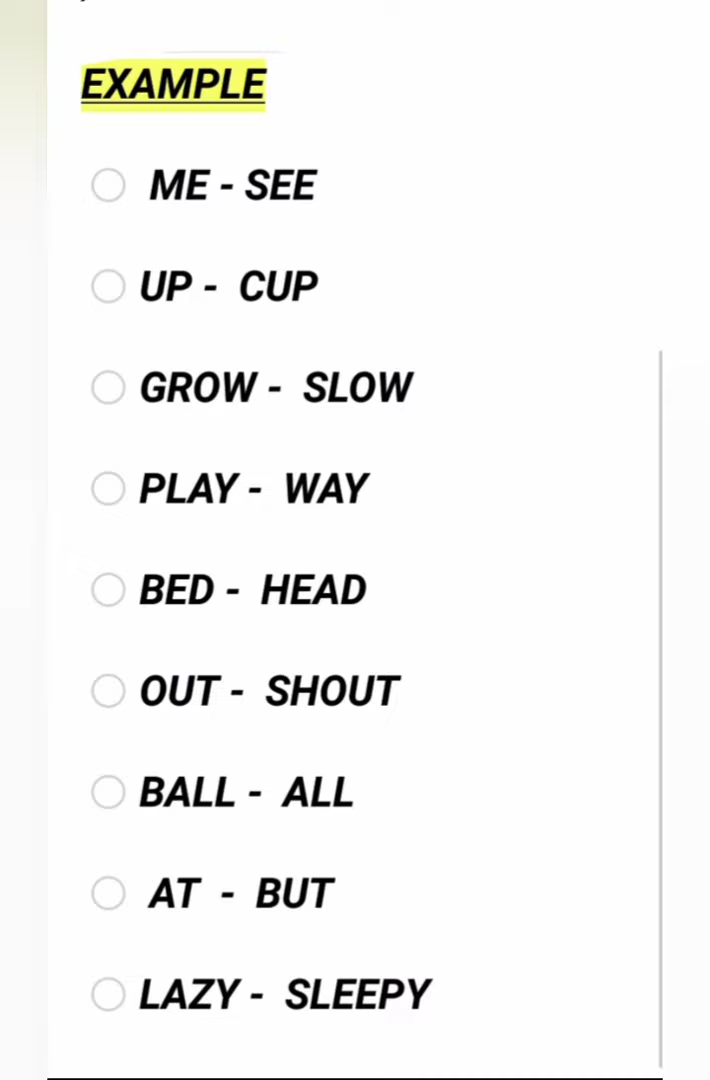 EXAMPLE
ME - SEE
UP - CUP
GROW - SLOW
PLAY - WAY
BED - HEAD
OUT - SHOUT
BALL - ALL
AT - BUT
LAZY - SLEEPY